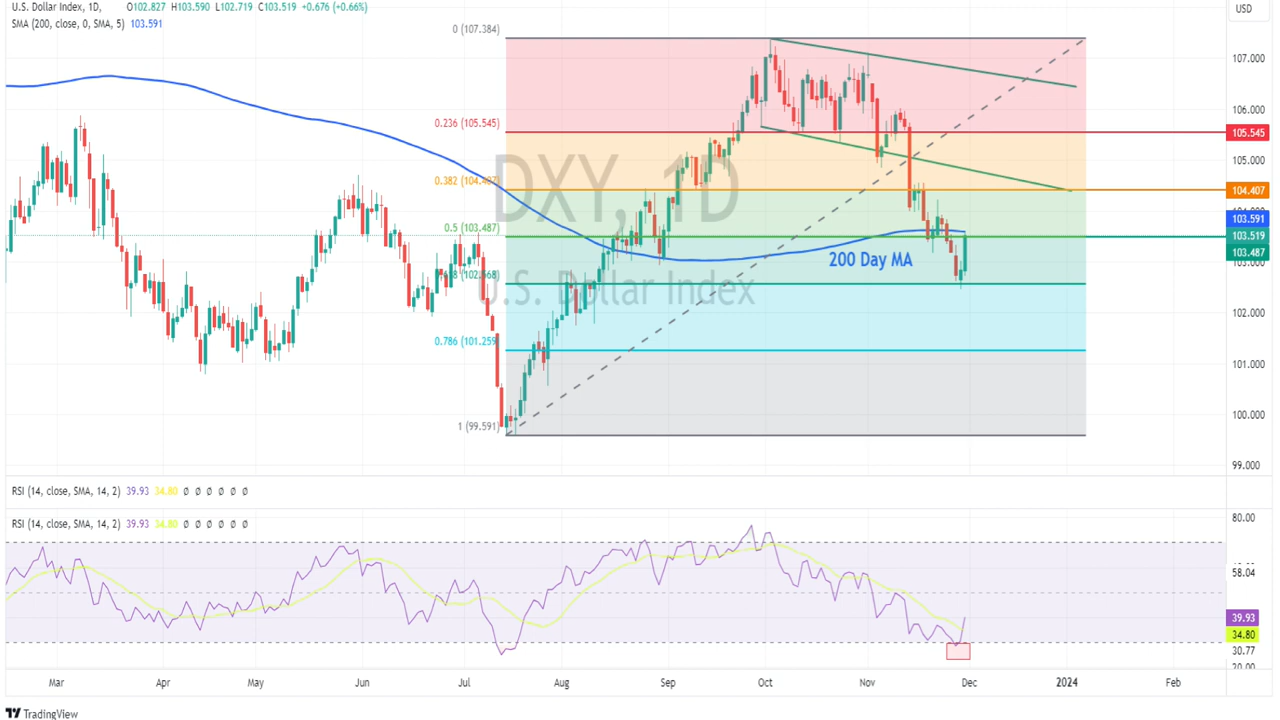 U.S. Dollar Index, 1D, O102.827 H103.590 L102.719 C103.519 +0.676 (+0.66%)
USD
SMA (200, close, 0, SMA, 5) 103.591
0 (107.384)
107.000
106.000
0.236 (105.545)
105.545
105.000
0.382 (104.407)
104.407
DXY, 1D
103.591
0.5 (103.487)
103.519
103.487
200 Day MA
103.000
U.S. Dollar Index
102.000
0.786 (101.259)
101.000
100.000
1 (99.591)
99.000
RSI (14, close, SMA, 14, 2) 39.93 34.80 Ø Ø Ø Ø Ø Ø
RSI (14, close, SMA, 14, 2) 39.93 34.80 Ø Ø Ø Ø Ø Ø
80.00
58.04
39.93
34.80
30.77
20.00
Mar Apr May Jun Jul Aug Sep Oct Nov Dec 2024 Feb
TradingView